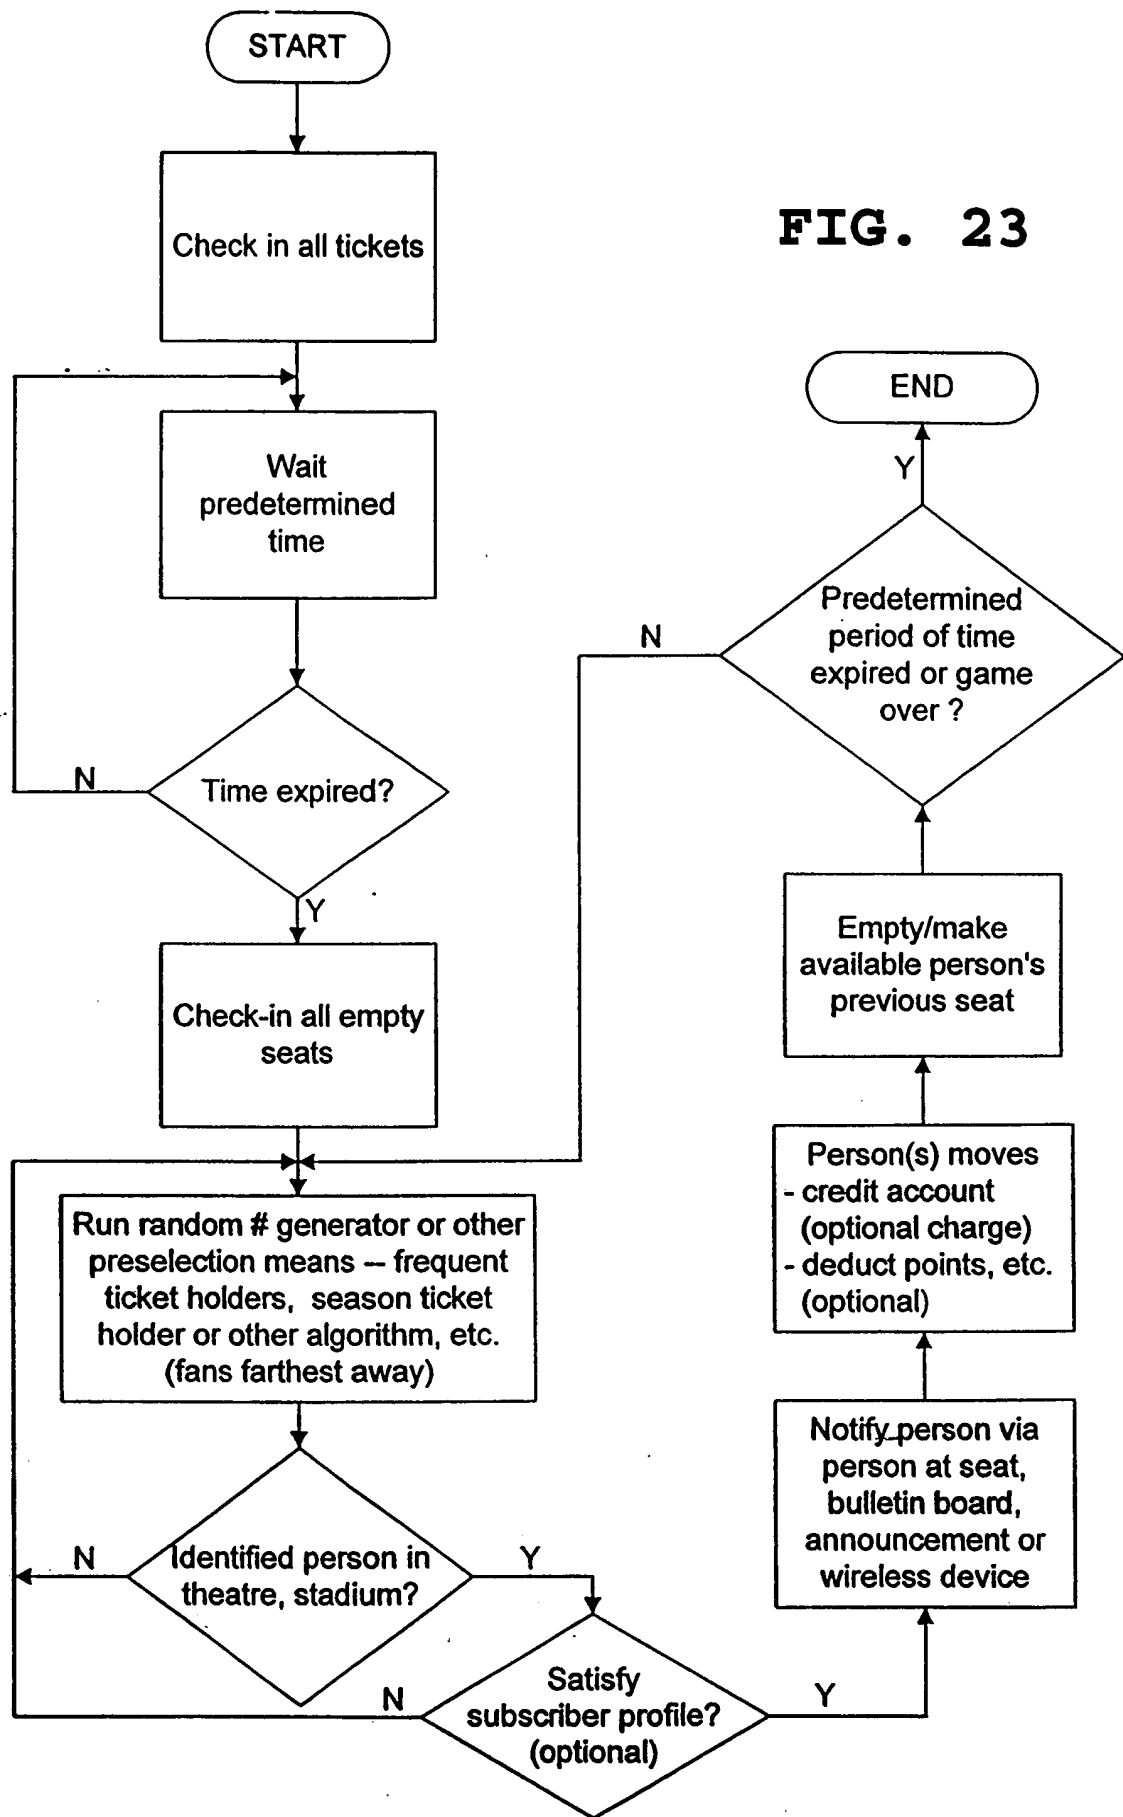 START
Check in all tickets
FIG. 23
Wait
predetermined
time
Time expired?
N
Y
Check-in all empty
seats
Run random # generator or other
preselection means – frequent
ticket holders, season ticket
holder or other algorithm, etc.
(fans farthest away)
Identified person in
theatre, stadium?
N
Y
Satisfy
subscriber profile?
(optional)
N
Y
Notify person via
person at seat,
bulletin board,
announcement or
wireless device
Person(s) moves
- credit account
(optional charge)
- deduct points, etc.
(optional)
Empty/make
available person's
previous seat
Predetermined
period of time
expired or game
over ?
N
Y
END